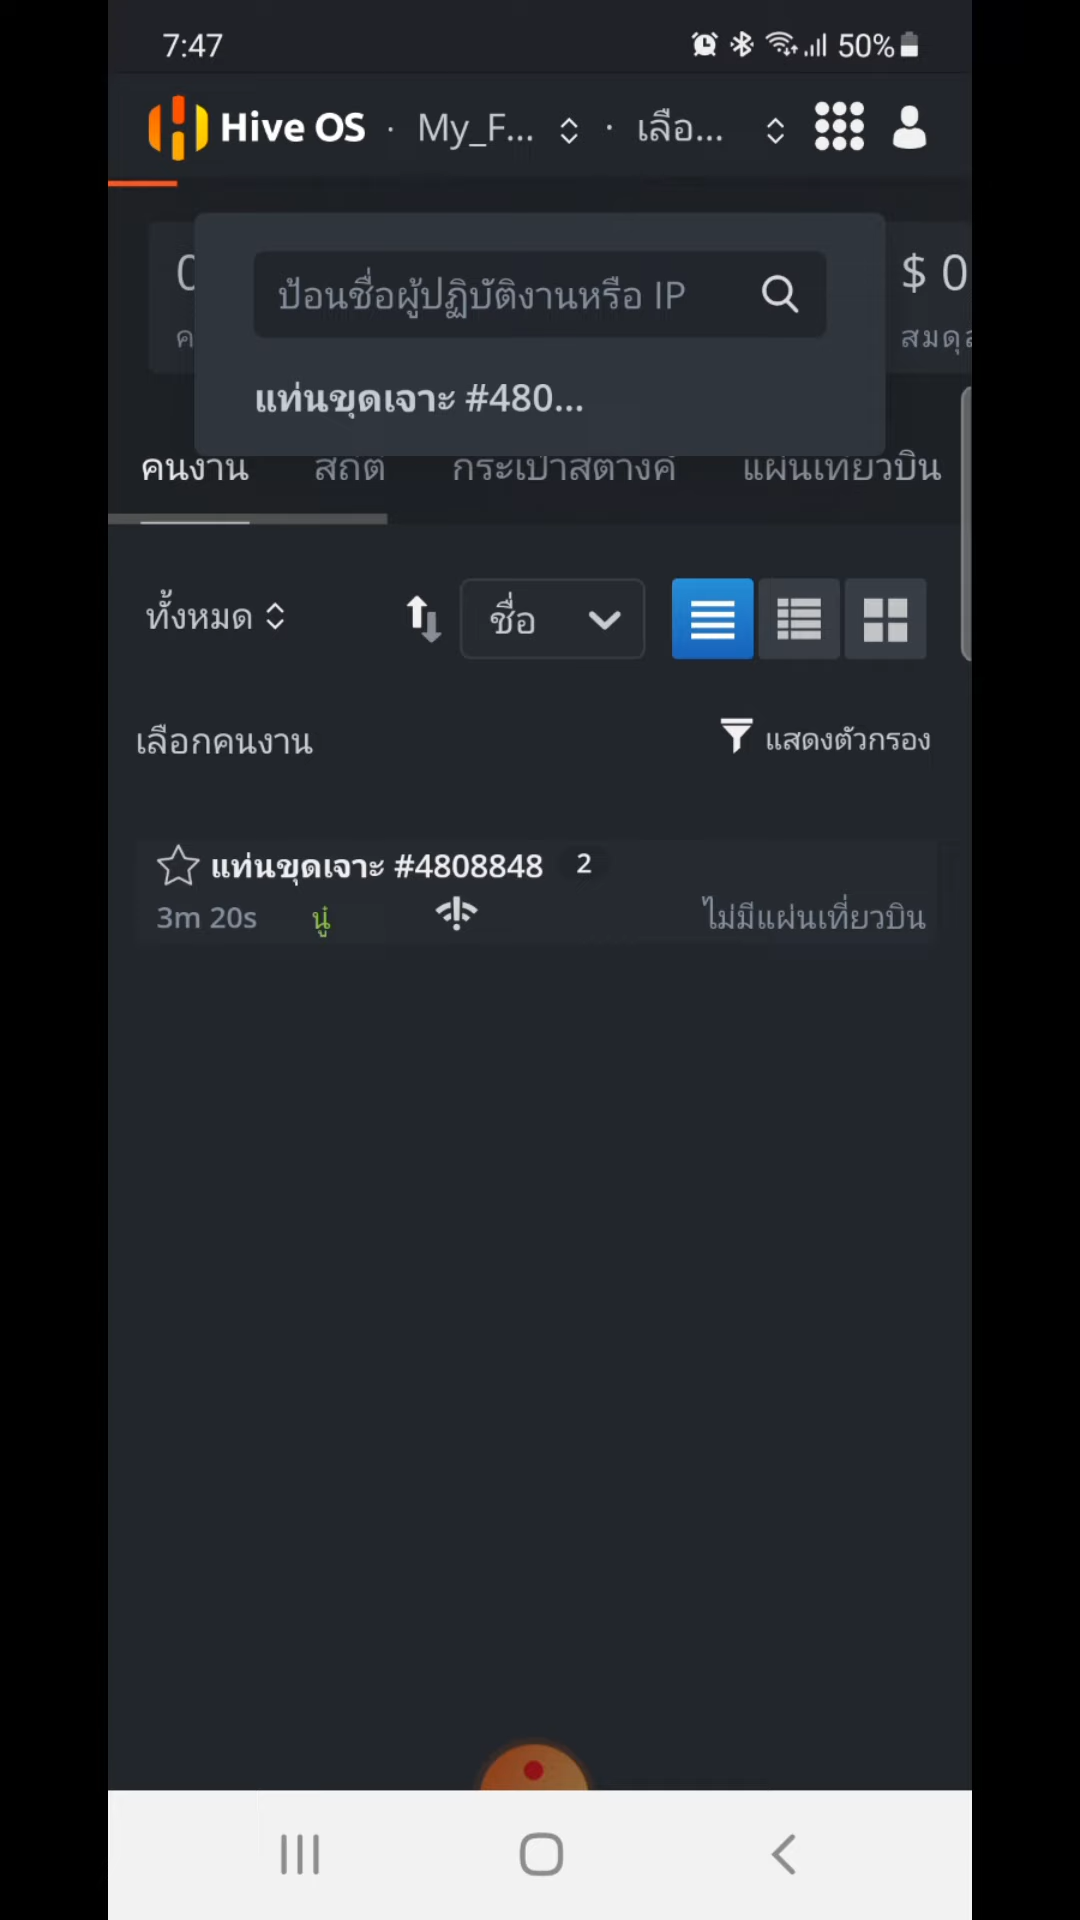 7:47 50%
Hive OS · My_F... · เลือ...
ป้อนชื่อผู้ปฏิบัติงานหรือ IP
$ 0
แท่นขุดเจาะ #480...
คนงาน สถิติ กระเป๋าสตางค์ แผ่นเที่ยวบิน
ทั้งหมด ชื่อ
เลือกคนงาน แสดงตัวกรอง
แท่นขุดเจาะ #4808848 2
3m 20s นู๋ ไม่มีแผ่นเที่ยวบิน